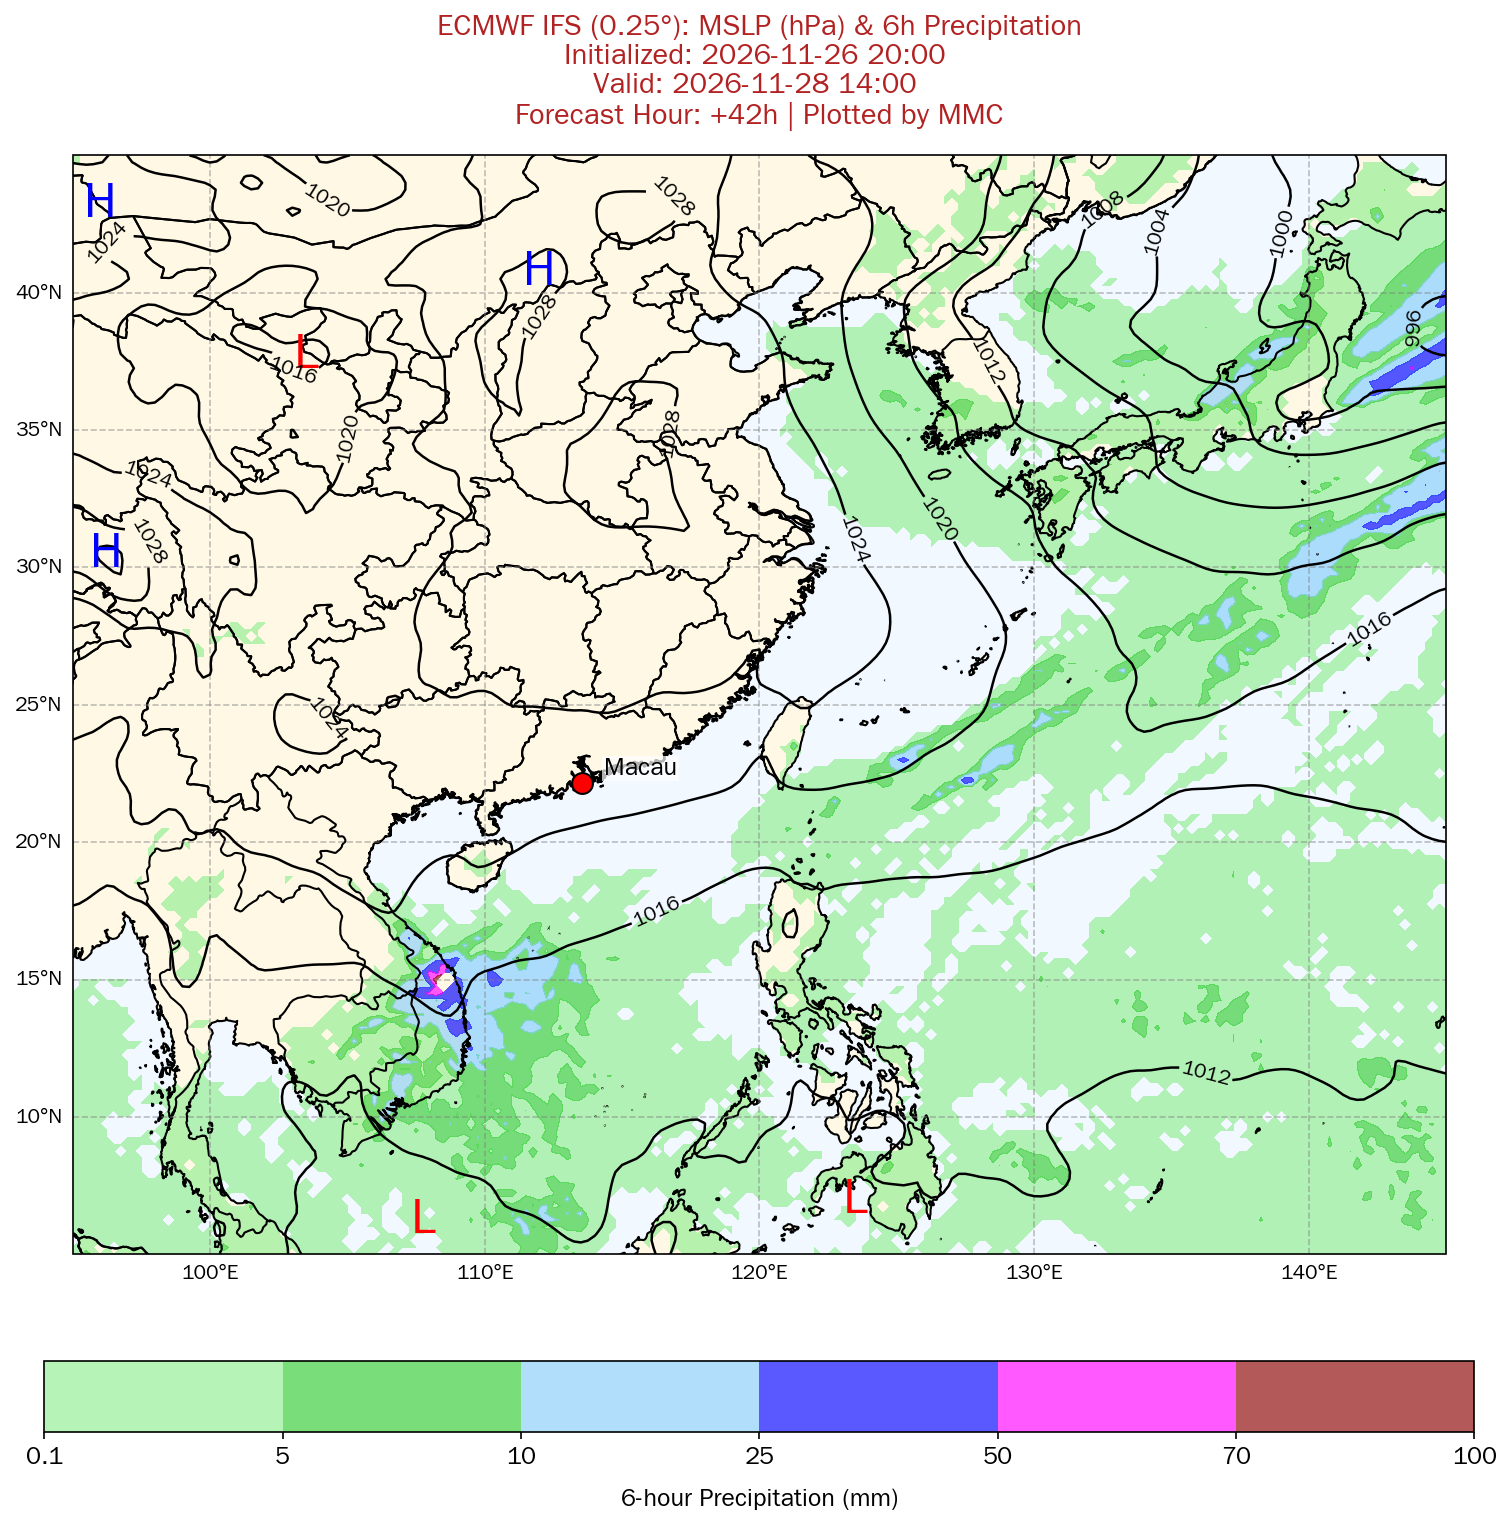 ECMWF IFS (0.25°): MSLP (hPa) & 6h Precipitation
Initialized: 2026-11-26 20:00
Valid: 2026-11-28 14:00
Forecast Hour: +42h | Plotted by MMC
H
1020
1028
1008
1004
1000
1024
H
40°N
1028
996
L
1016
1012
35°N
1020
1028
1024
1028
1024
1020
H
30°N
1016
25°N
1024
Macau
20°N
1016
15°N
1012
10°N
L
L
100°E
110°E
120°E
130°E
140°E
0.1
5
10
25
50
70
100
6-hour Precipitation (mm)